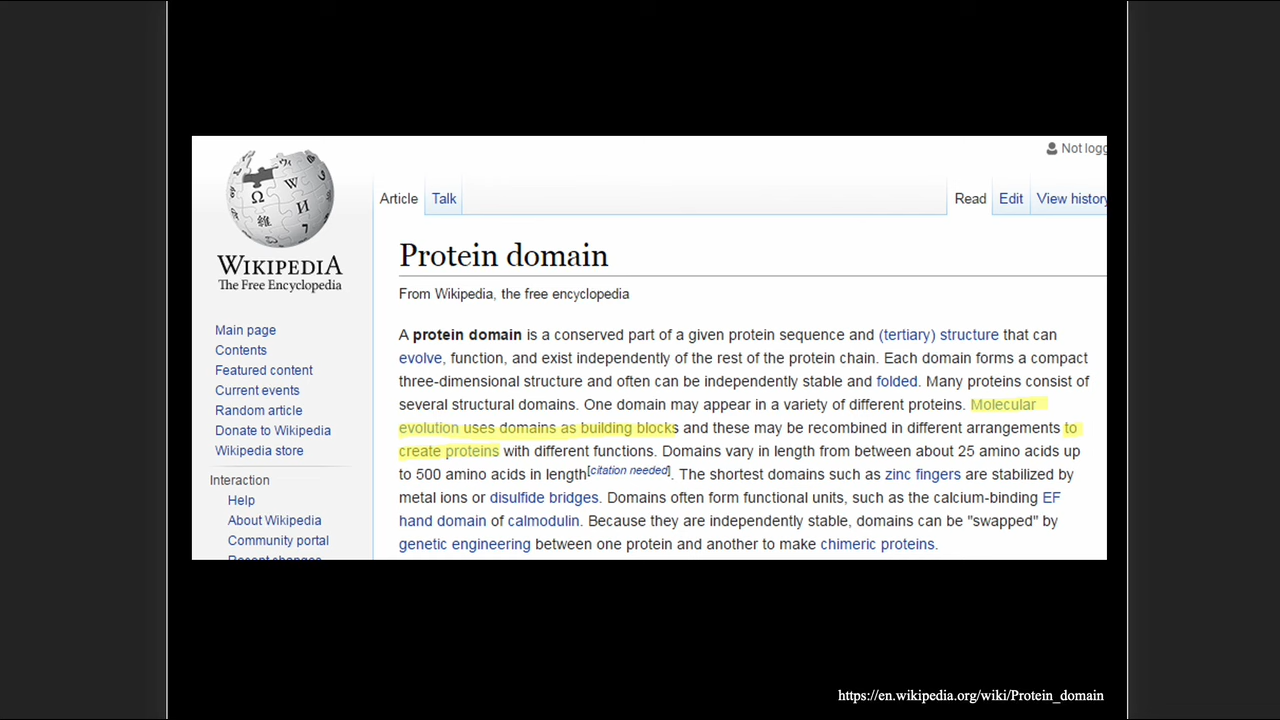 Not logg
Article Talk Read Edit View history
Ω W И 維 7
WIKIPEDIA
The Free Encyclopedia
Main page
Contents
Featured content
Current events
Random article
Donate to Wikipedia
Wikipedia store
Interaction
Help
About Wikipedia
Community portal
Recent changes
Protein domain
From Wikipedia, the free encyclopedia
A protein domain is a conserved part of a given protein sequence and (tertiary) structure that can
evolve, function, and exist independently of the rest of the protein chain. Each domain forms a compact
three-dimensional structure and often can be independently stable and folded. Many proteins consist of
several structural domains. One domain may appear in a variety of different proteins. Molecular
evolution uses domains as building blocks and these may be recombined in different arrangements to
create proteins with different functions. Domains vary in length from between about 25 amino acids up
to 500 amino acids in length[citation needed]. The shortest domains such as zinc fingers are stabilized by
metal ions or disulfide bridges. Domains often form functional units, such as the calcium-binding EF
hand domain of calmodulin. Because they are independently stable, domains can be "swapped" by
genetic engineering between one protein and another to make chimeric proteins.
https://en.wikipedia.org/wiki/Protein_domain